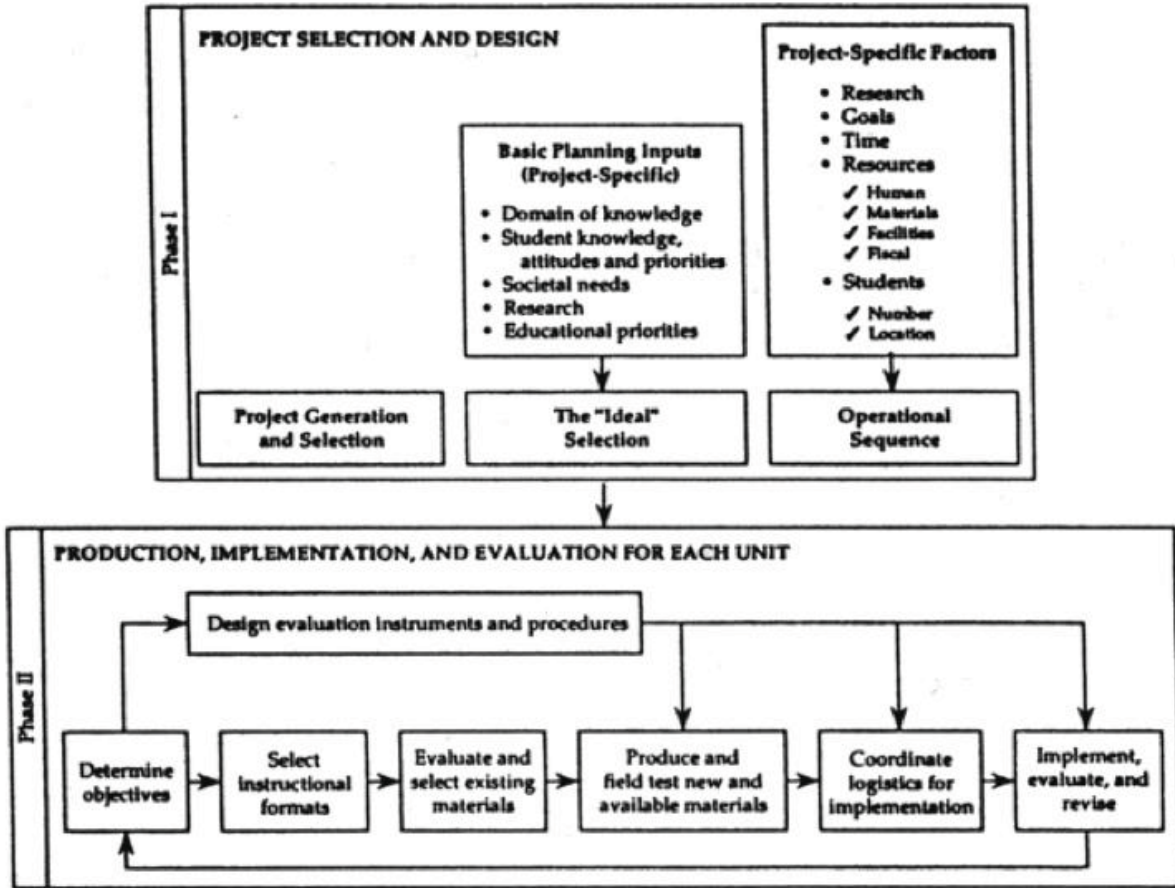 Phase I
PROJECT SELECTION AND DESIGN
Project-Specific Factors
• Research
• Goals
• Time
• Resources
✓ Human
✓ Materials
✓ Facilities
✓ Fiscal
• Students
✓ Number
✓ Location
Basic Planning Inputs
(Project-Specific)
• Domain of knowledge
• Student knowledge,
attitudes and priorities
• Societal needs
• Research
• Educational priorities
Project Generation
and Selection
The "Ideal"
Selection
Operational
Sequence
Phase II
PRODUCTION, IMPLEMENTATION, AND EVALUATION FOR EACH UNIT
Design evaluation instruments and procedures
Determine
objectives
Select
instructional
formats
Evaluate and
select existing
materials
Produce and
field test new and
available materials
Coordinate
logistics for
implementation
Implement,
evaluate, and
revise